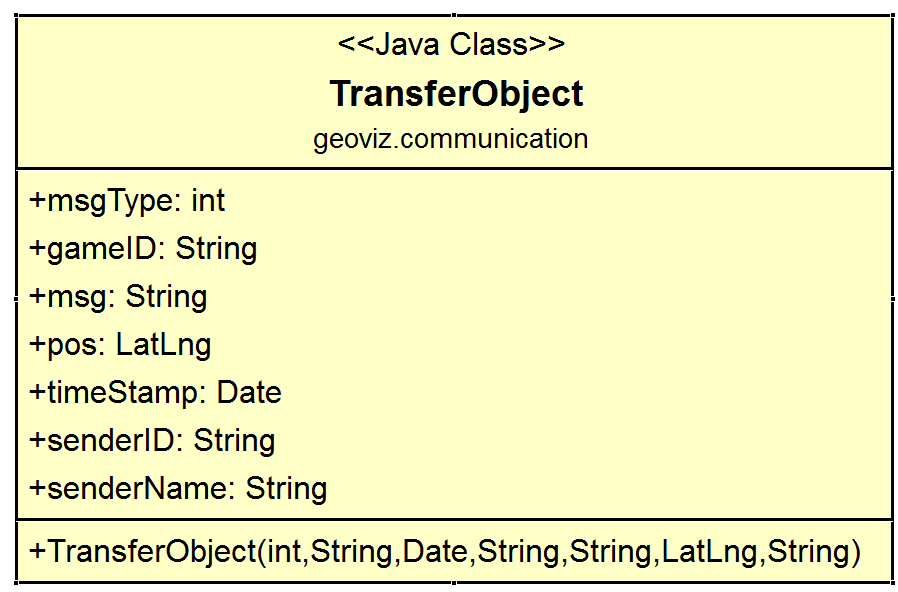 <<Java Class>>
TransferObject
geoviz.communication
+msgType: int
+gameID: String
+msg: String
+pos: LatLng
+timeStamp: Date
+senderID: String
+senderName: String
+TransferObject(int,String,Date,String,String,LatLng,String)